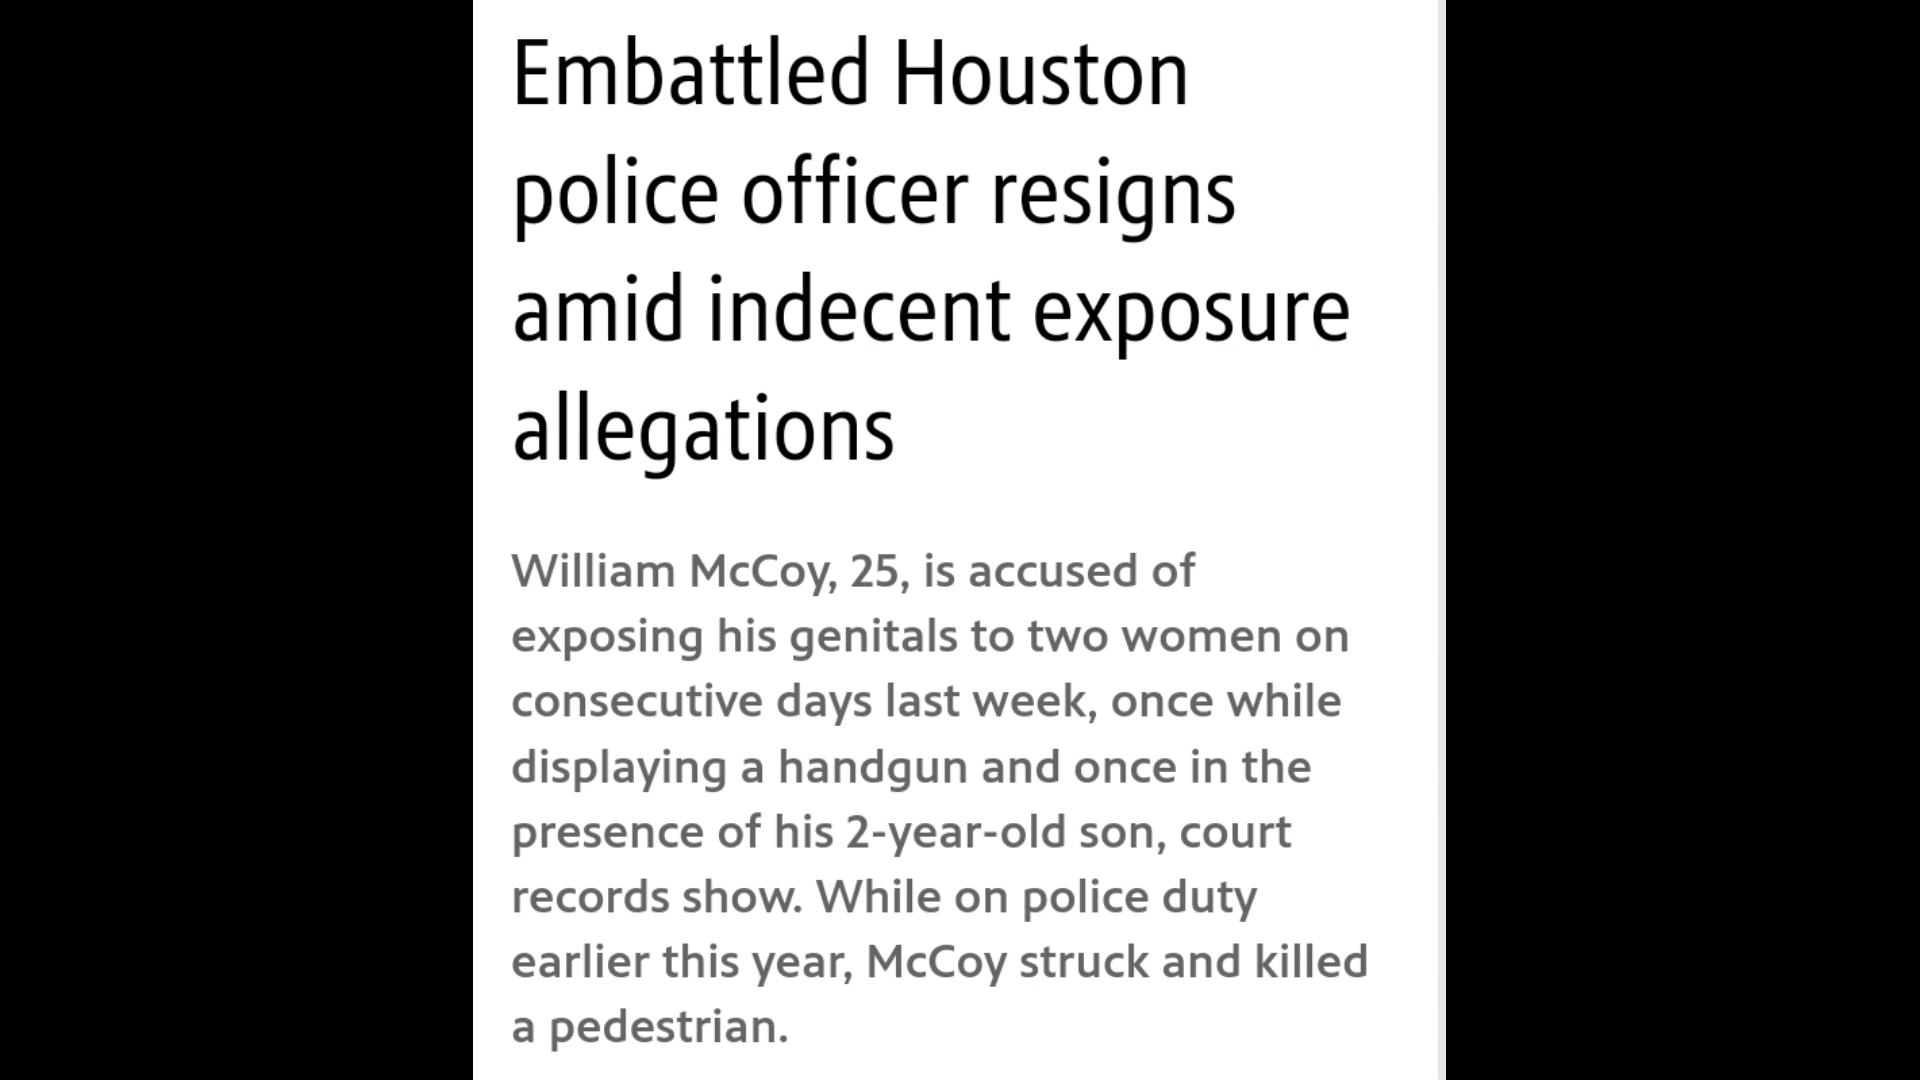 Embattled Houston
police officer resigns
amid indecent exposure
allegations
William McCoy, 25, is accused of
exposing his genitals to two women on
consecutive days last week, once while
displaying a handgun and once in the
presence of his 2-year-old son, court
records show. While on police duty
earlier this year, McCoy struck and killed
a pedestrian.